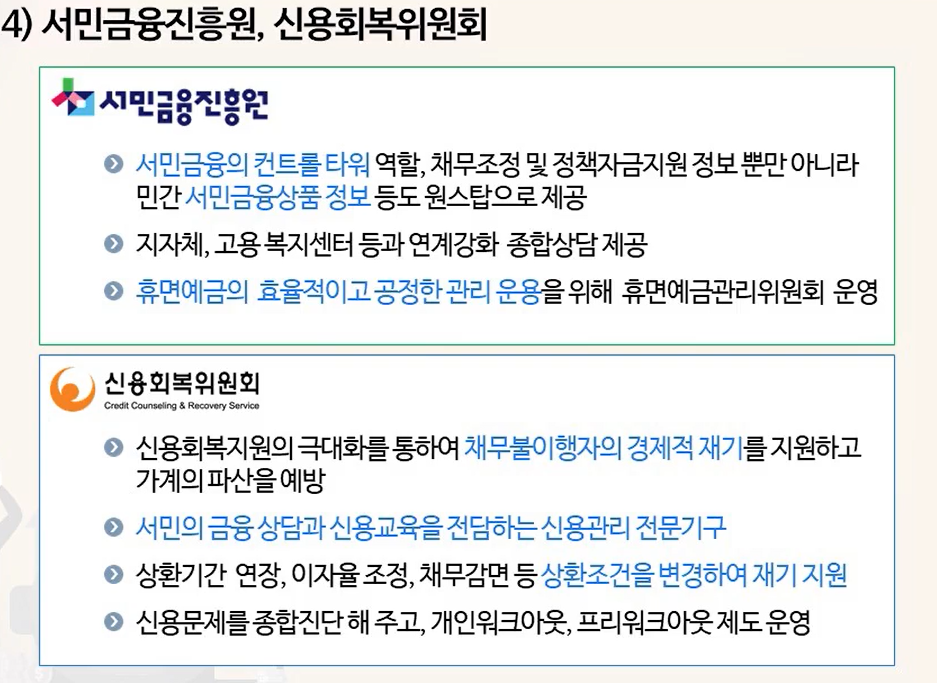 4) 서민금융진흥원, 신용회복위원회
서민금융진흥원
서민금융의 컨트롤 타워 역할, 채무조정 및 정책자금지원 정보 뿐만 아니라
민간 서민금융상품 정보 등도 원스탑으로 제공
지자체, 고용 복지센터 등과 연계강화 종합상담 제공
휴면예금의 효율적이고 공정한 관리 운용을 위해 휴면예금관리위원회 운영
신용회복위원회
Credit Counseling & Recovery Service
신용회복지원의 극대화를 통하여 채무불이행자의 경제적 재기를 지원하고
가계의 파산을 예방
서민의 금융 상담과 신용교육을 전담하는 신용관리 전문기구
상환기간 연장, 이자율 조정, 채무감면 등 상환조건을 변경하여 재기 지원
신용문제를 종합진단 해 주고, 개인워크아웃, 프리워크아웃 제도 운영